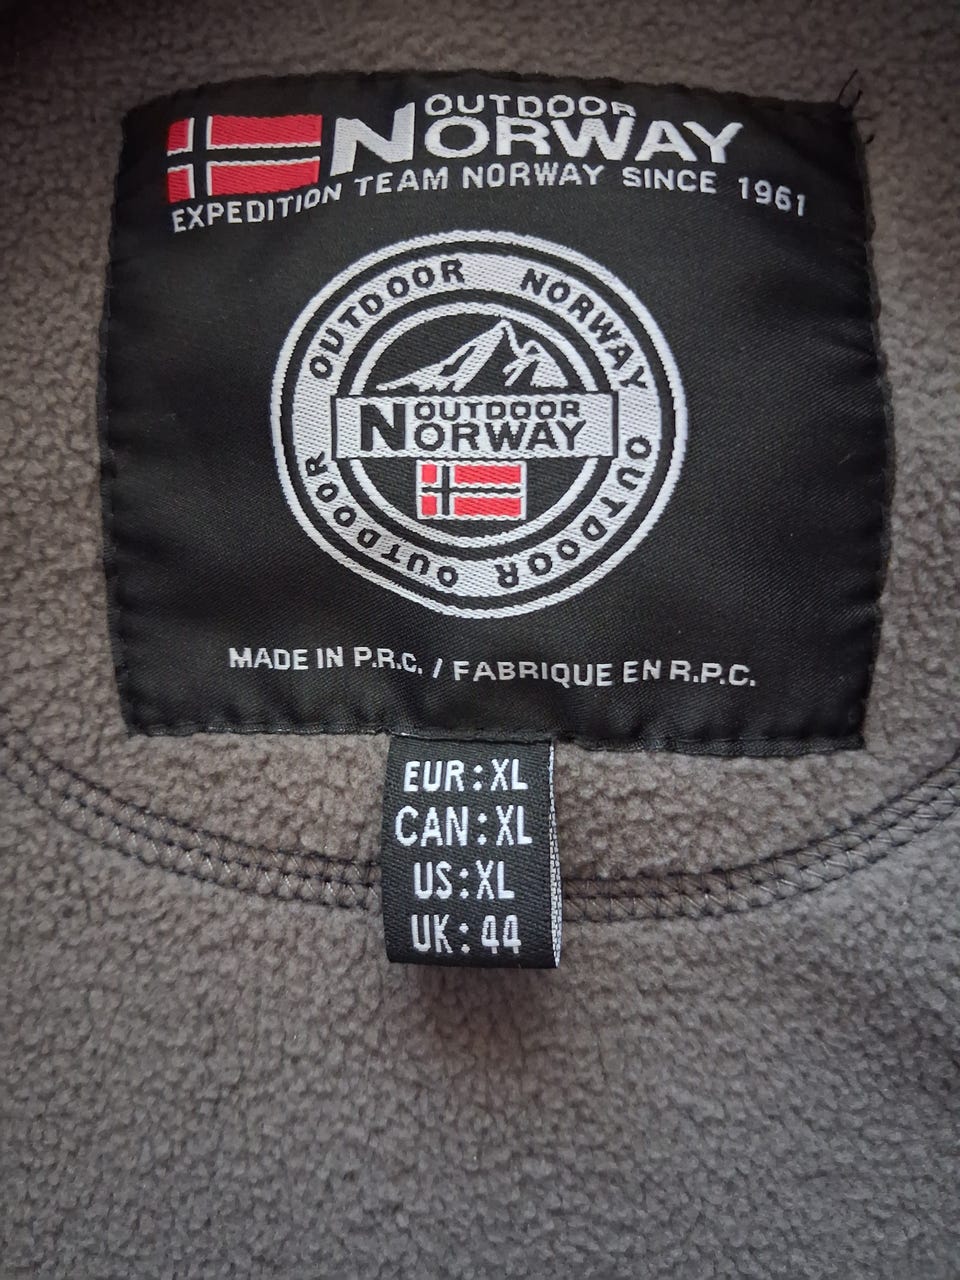 OUTDOOR
NORWAY
EXPEDITION TEAM NORWAY SINCE 1961
OUTDOOR NORWAY OUTDOOR OUTDOOR
OUTDOOR
NORWAY
MADE IN P.R.C. / FABRIQUE EN R.P.C.
EUR: XL
CAN: XL
US: XL
UK: 44